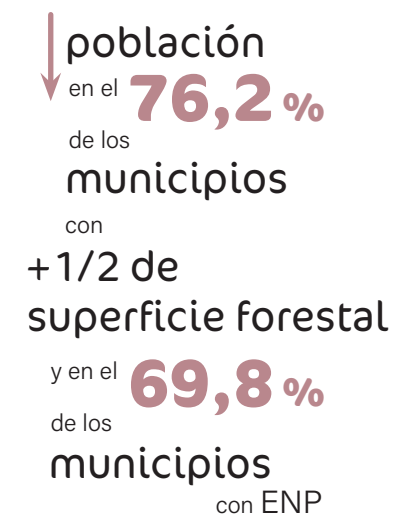 población
en el 76,2 %
de los
municipios
con
+1/2 de
superficie forestal
y en el 69,8 %
de los
municipios
con ENP